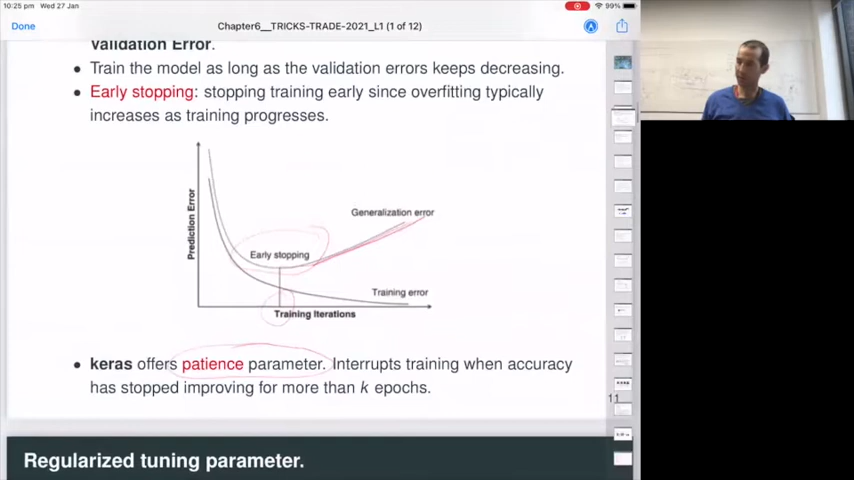 10:25 pm Wed 27 Jan
99%
Done
Chapter6__TRICKS-TRADE-2021_L1 (1 of 12)
Validation Error.
• Train the model as long as the validation errors keeps decreasing.
• Early stopping: stopping training early since overfitting typically
increases as training progresses.
Prediction Error
Generalization error
Early stopping
Training error
Training Iterations
• keras offers patience parameter. Interrupts training when accuracy
has stopped improving for more than k epochs.
11
Regularized tuning parameter.